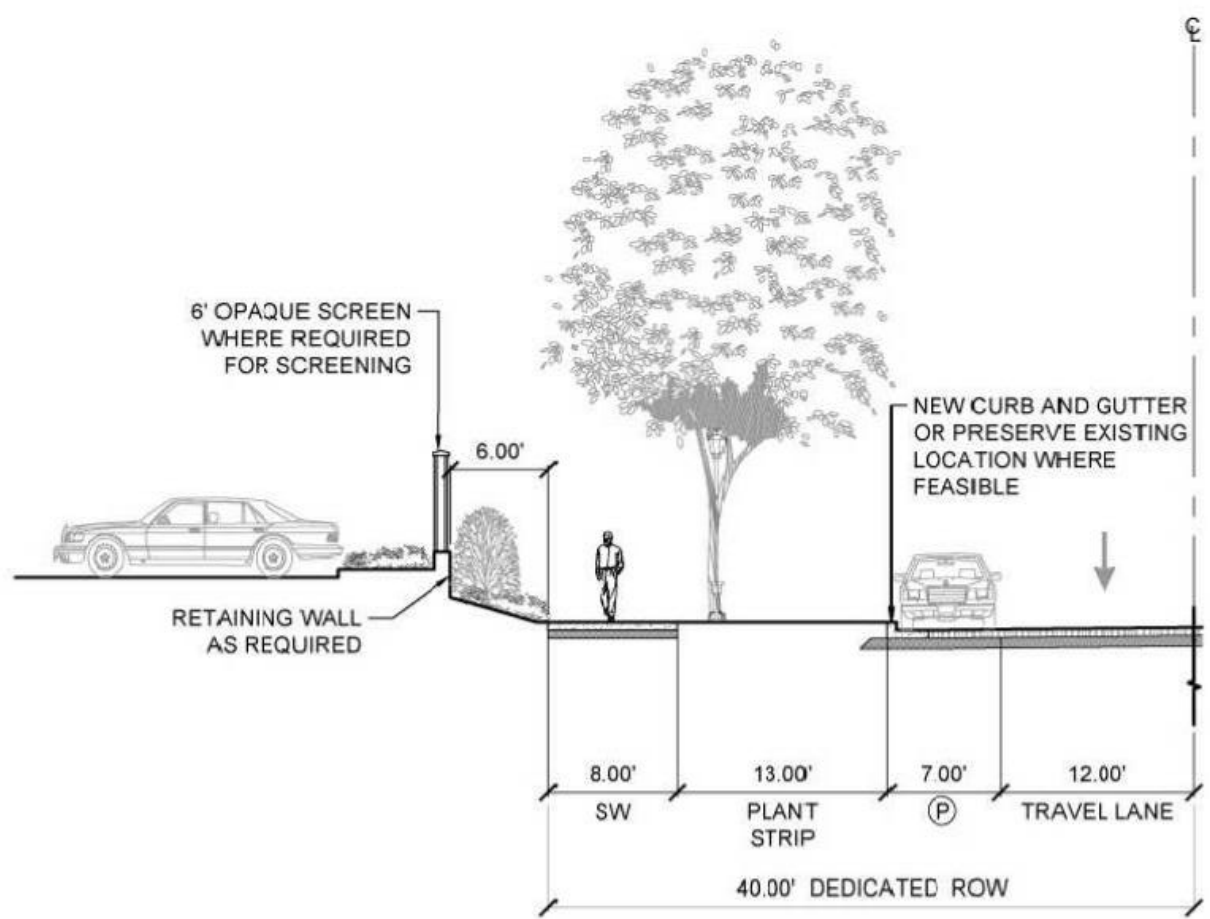 ℄
6' OPAQUE SCREEN
WHERE REQUIRED
FOR SCREENING
6.00'
NEW CURB AND GUTTER
OR PRESERVE EXISTING
LOCATION WHERE
FEASIBLE
RETAINING WALL
AS REQUIRED
8.00' 13.00' 7.00' 12.00'
SW PLANT P TRAVEL LANE
STRIP
40.00' DEDICATED ROW